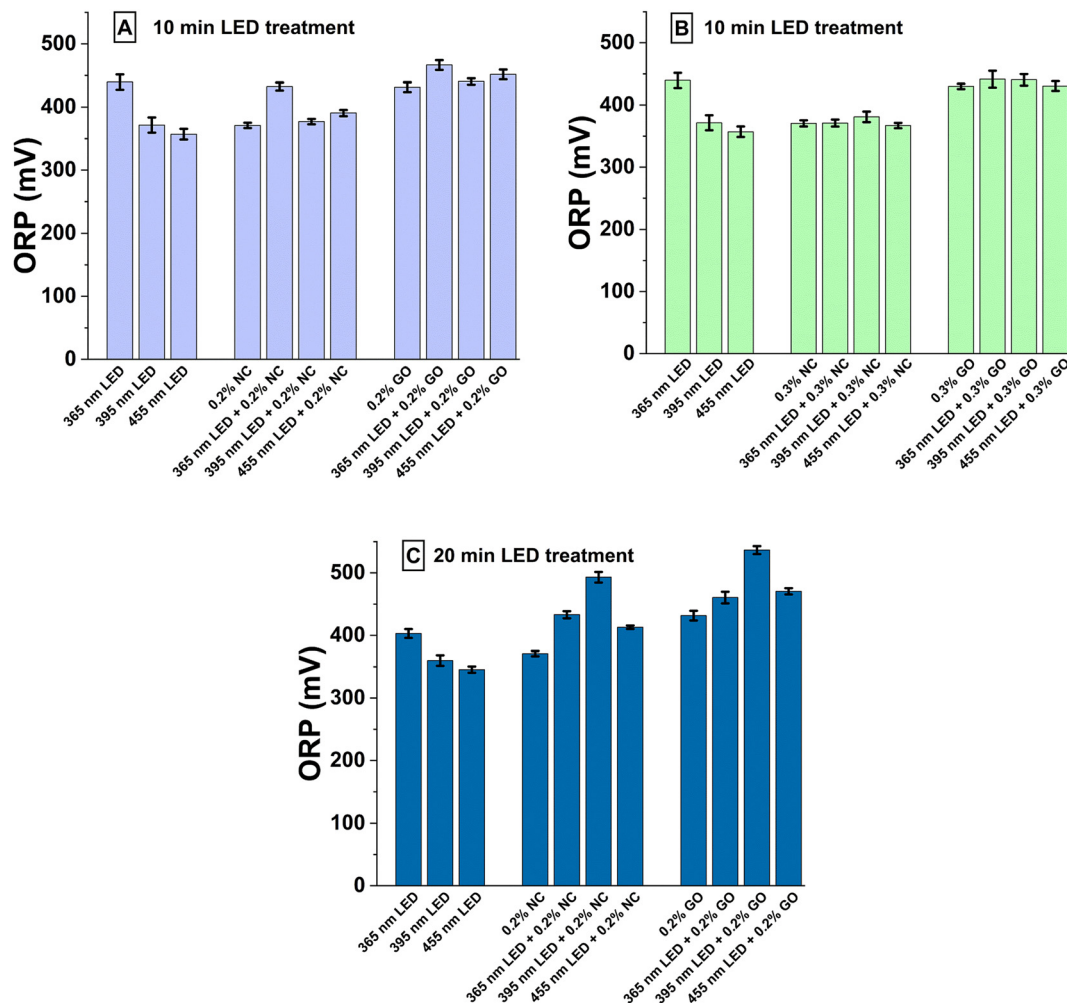 A 10 min LED treatment
ORP (mV)
500
400
300
200
100
0
365 nm LED
395 nm LED
455 nm LED
0.2% NC
365 nm LED + 0.2% NC
395 nm LED + 0.2% NC
455 nm LED + 0.2% NC
0.2% GO
365 nm LED + 0.2% GO
395 nm LED + 0.2% GO
455 nm LED + 0.2% GO
B 10 min LED treatment
ORP (mV)
500
400
300
200
100
0
365 nm LED
395 nm LED
455 nm LED
0.3% NC
365 nm LED + 0.3% NC
395 nm LED + 0.3% NC
455 nm LED + 0.3% NC
0.3% GO
365 nm LED + 0.3% GO
395 nm LED + 0.3% GO
455 nm LED + 0.3% GO
C 20 min LED treatment
ORP (mV)
500
400
300
200
100
0
365 nm LED
395 nm LED
455 nm LED
0.2% NC
365 nm LED + 0.2% NC
395 nm LED + 0.2% NC
455 nm LED + 0.2% NC
0.2% GO
365 nm LED + 0.2% GO
395 nm LED + 0.2% GO
455 nm LED + 0.2% GO